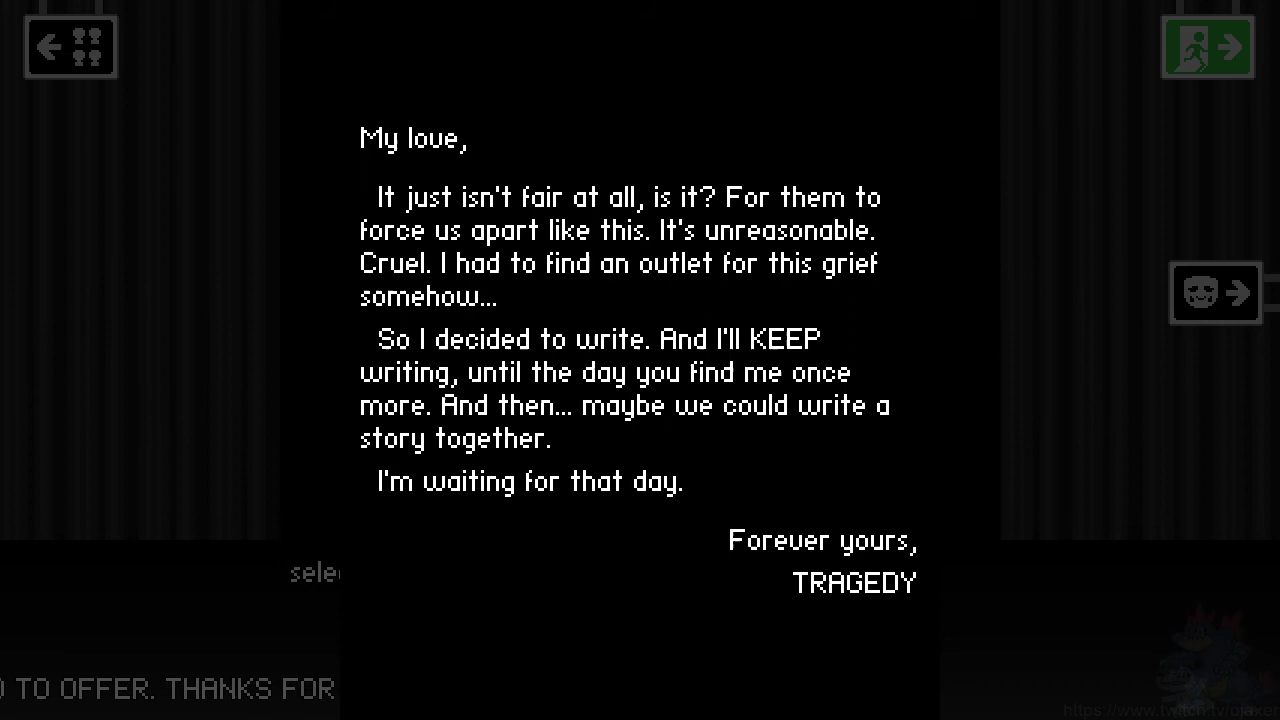 My love,
It just isn't fair at all, is it? For them to
force us apart like this. It's unreasonable.
Cruel. I had to find an outlet for this grief
somehow...
So I decided to write. And I'll KEEP
writing, until the day you find me once
more. And then... maybe we could write a
story together.
I'm waiting for that day.
Forever yours,
TRAGEDY
TO OFFER. THANKS FOR